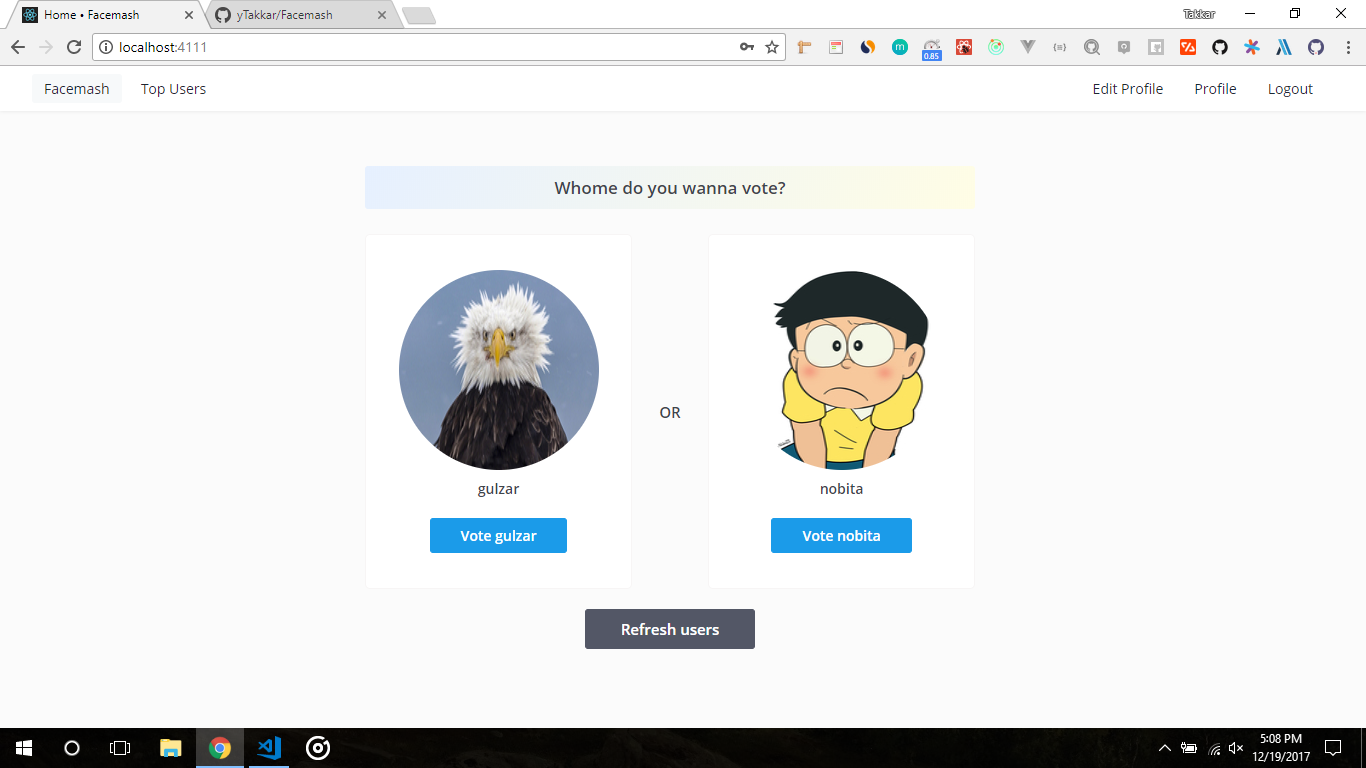 Home • Facemash
yTakkar/Facemash
Takkar
localhost:4111
0.85
Facemash
Top Users
Edit Profile
Profile
Logout
Whome do you wanna vote?
OR
gulzar
nobita
Vote gulzar
Vote nobita
Refresh users
5:08 PM
12/19/2017